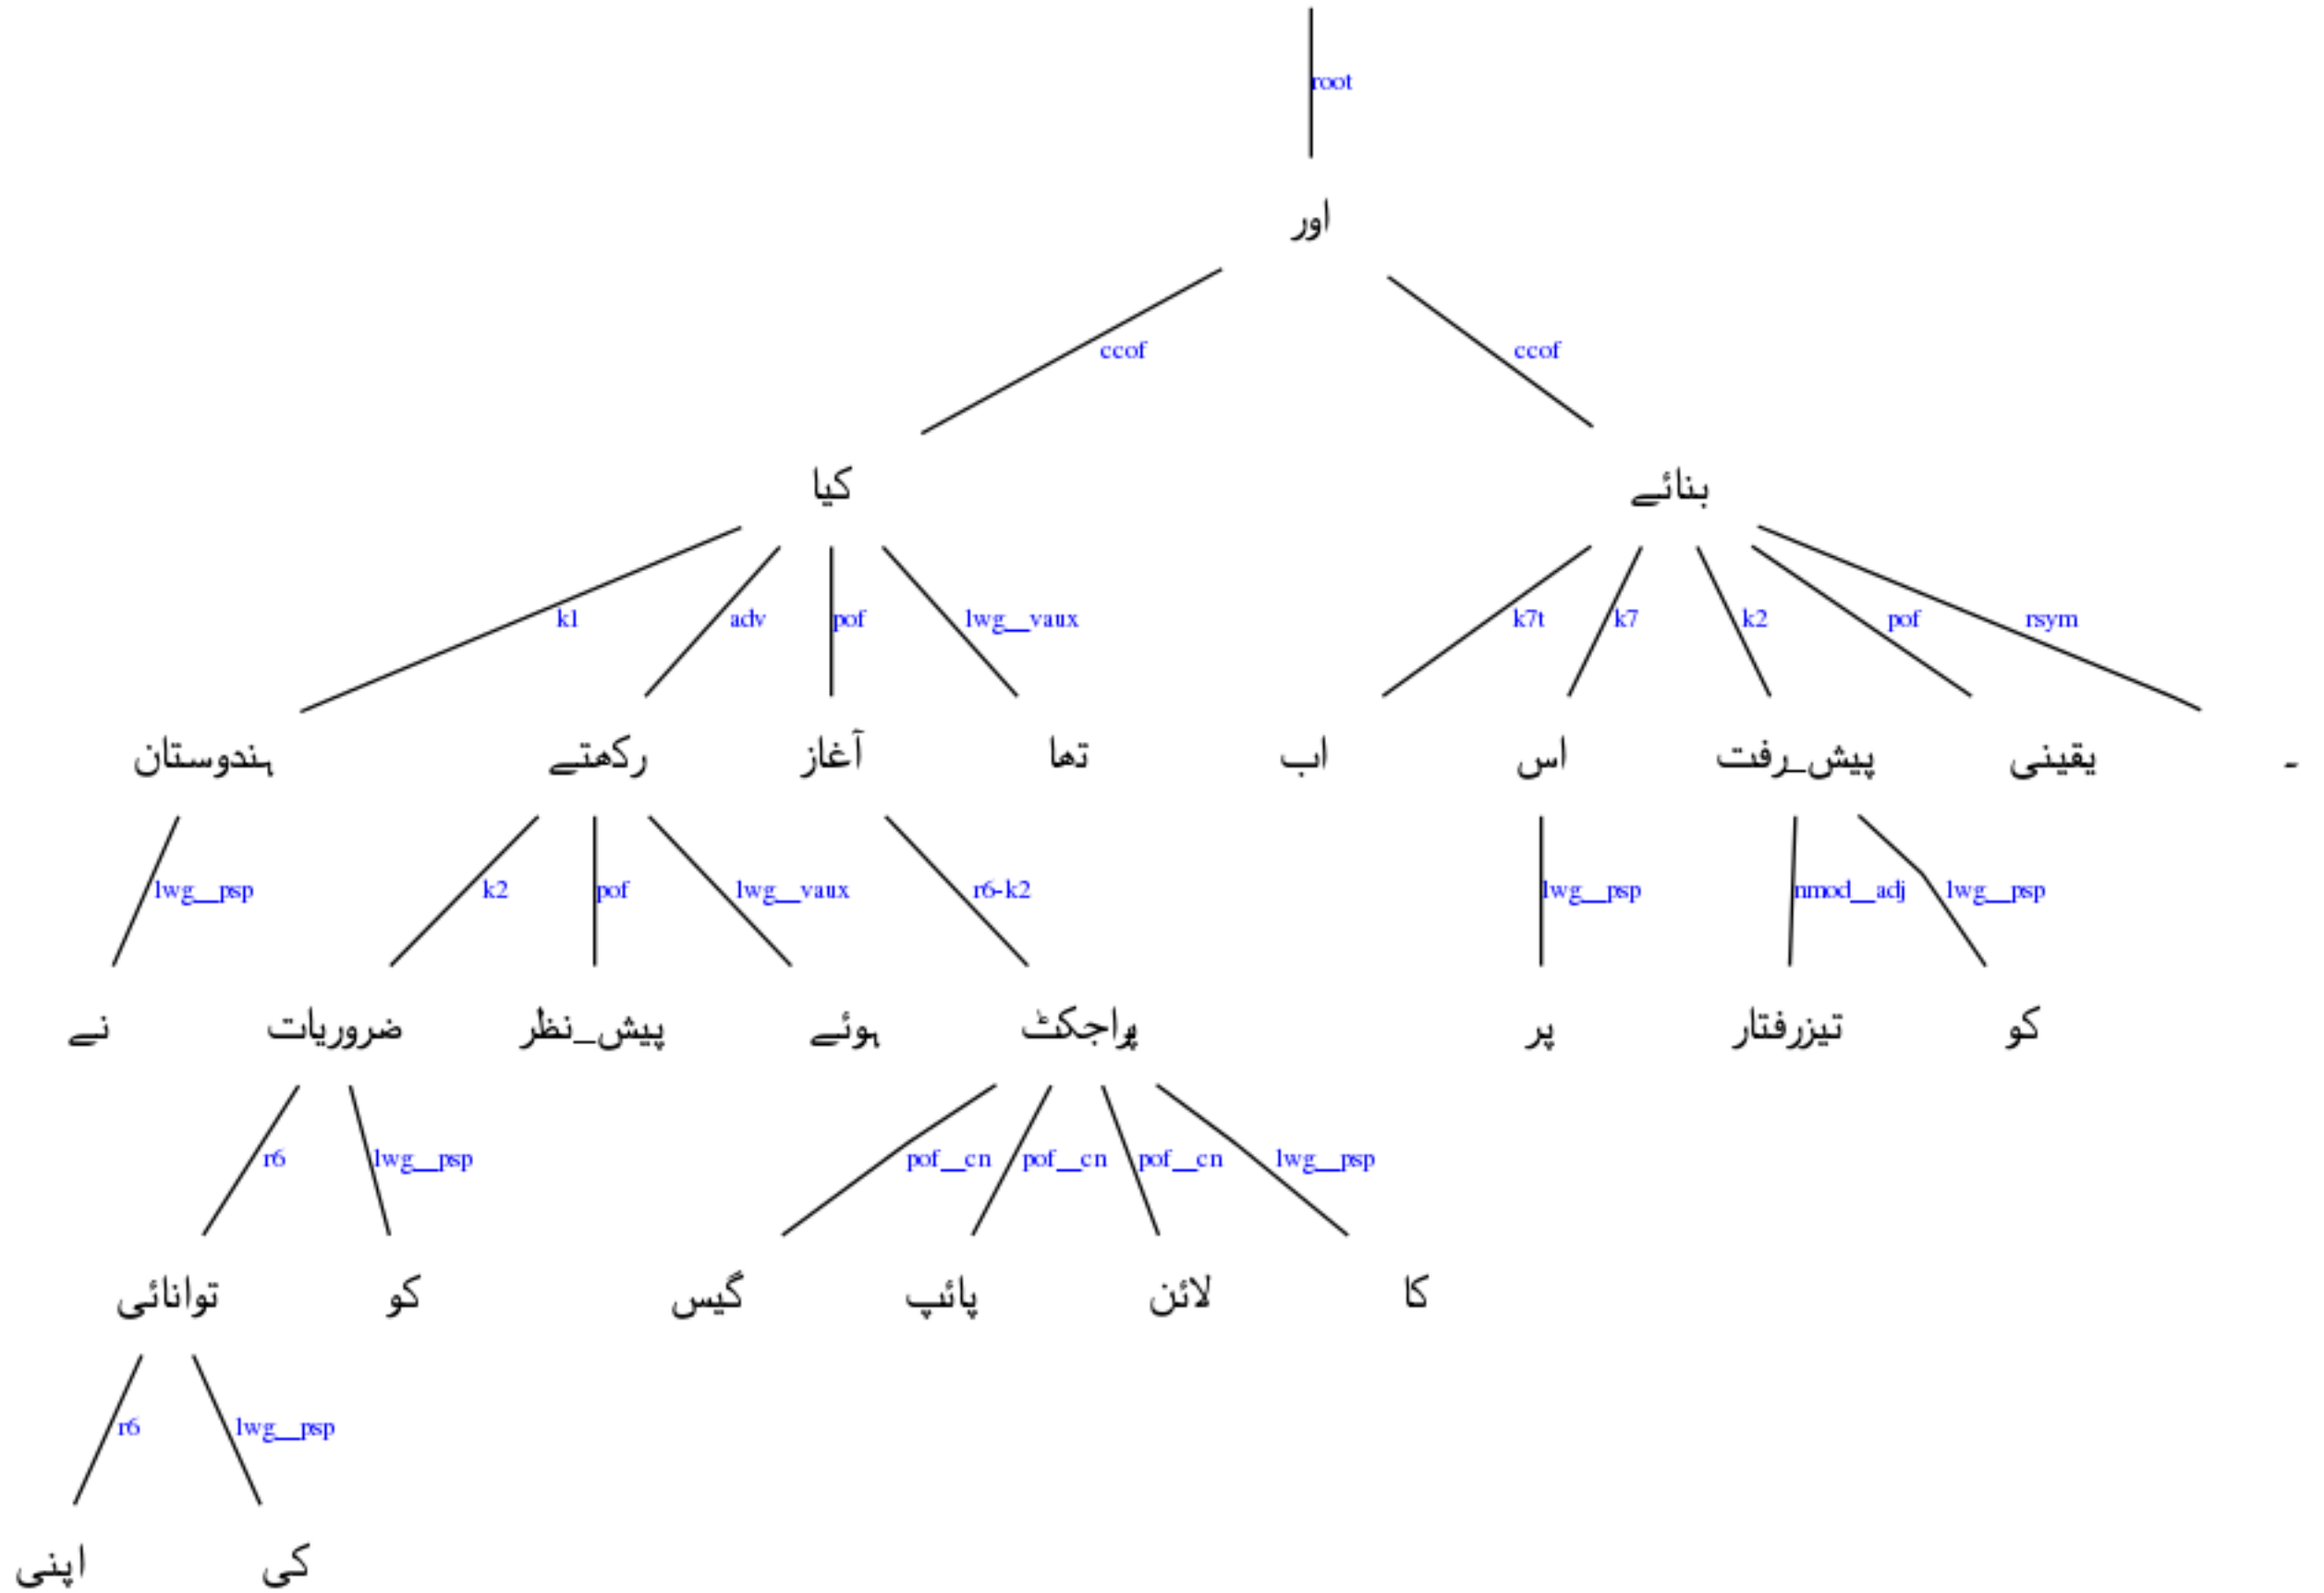 root
اور
ccof ccof
کیا بنائے
k1 adv pof lwg__vaux k7t k7 k2 pof rsym
ہندوستان رکھتے آغاز تھا اب اس پیش_رفت یقینی ۔
lwg__psp k2 pof lwg__vaux r6-k2 lwg__psp nmod__adj lwg__psp
نے ضروریات پیش_نظر ہوئے پراجکٹ پر تیزرفتار کو
r6 lwg__psp pof__cn pof__cn pof__cn lwg__psp
توانائی کو گیس پائپ لائن کا
r6 lwg__psp
اپنی کی